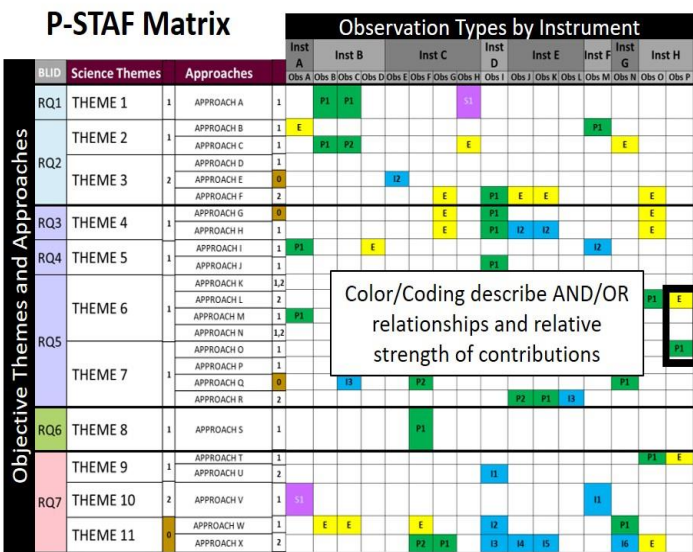 P-STAF Matrix
Observation Types by Instrument
Inst A Inst B Inst C Inst D Inst E Inst F Inst G Inst H
BLID Science Themes Approaches Obs A Obs B Obs C Obs D Obs E Obs F Obs G Obs H Obs I Obs J Obs K Obs L Obs M Obs N Obs O Obs P
Objective Themes and Approaches
RQ1 THEME 1 1 APPROACH A 1 P1 P1 S1
RQ2 THEME 2 1 APPROACH B 1 E P1
APPROACH C 1 P1 P2 E E
THEME 3 2 APPROACH D 1
APPROACH E 0 I2
APPROACH F 2 E P1 E E E
RQ3 THEME 4 1 APPROACH G 0 E P1 E
APPROACH H 1 E P1 I2 I2 E
RQ4 THEME 5 1 APPROACH I 1 P1 E I2
APPROACH J 1 P1
RQ5 THEME 6 1 APPROACH K 1,2
APPROACH L 2 P1 E
APPROACH M 1 P1
APPROACH N 1,2
THEME 7 1 APPROACH O 1 P1
APPROACH P 1
APPROACH Q 0 I3 P2 P1
APPROACH R 2 P2 P1 I3
Color/Coding describe AND/OR
relationships and relative
strength of contributions
RQ6 THEME 8 1 APPROACH S 1 P1
RQ7 THEME 9 1 APPROACH T 1 P1 E
APPROACH U 2 I1
THEME 10 2 APPROACH V 1 S1 I1
THEME 11 0 APPROACH W 1 E E E I2 P1
APPROACH X 2 P2 P1 I3 I4 I5 I6 E